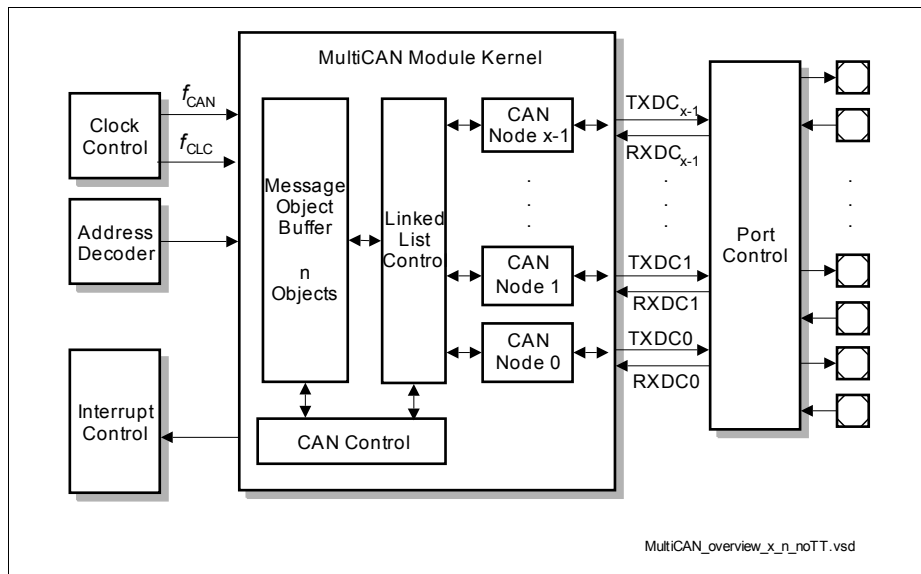 MultiCAN Module Kernel
fCAN
Clock
Control
fCLC
Address
Decoder
Interrupt
Control
Message
Object
Buffer
n
Objects
Linked
List
Control
CAN
Node x-1
.
.
.
CAN
Node 1
CAN
Node 0
CAN Control
TXDCx-1
RXDCx-1
.
.
.
TXDC1
RXDC1
TXDC0
RXDC0
Port
Control
.
.
.
MultiCAN_overview_x_n_noTT.vsd